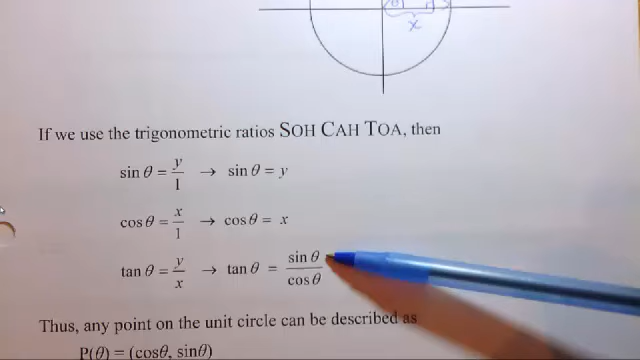 θ
x
If we use the trigonometric ratios SOH CAH TOA, then
sin θ = y/1 → sin θ = y
cos θ = x/1 → cos θ = x
tan θ = y/x → tan θ = sin θ/cos θ
Thus, any point on the unit circle can be described as
P(θ) = (cosθ, sinθ)